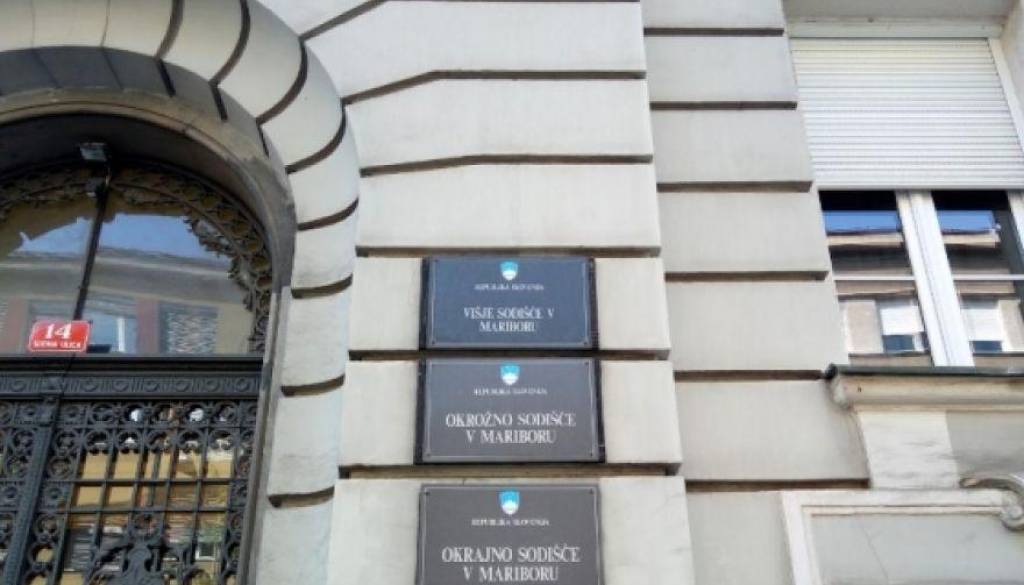 14
SODNA ULICA
REPUBLIKA SLOVENIJA
VIŠJE SODIŠČE V
MARIBORU
REPUBLIKA SLOVENIJA
OKROŽNO SODIŠČE
V MARIBORU
REPUBLIKA SLOVENIJA
OKRAJNO SODIŠČE
V MARIBORU